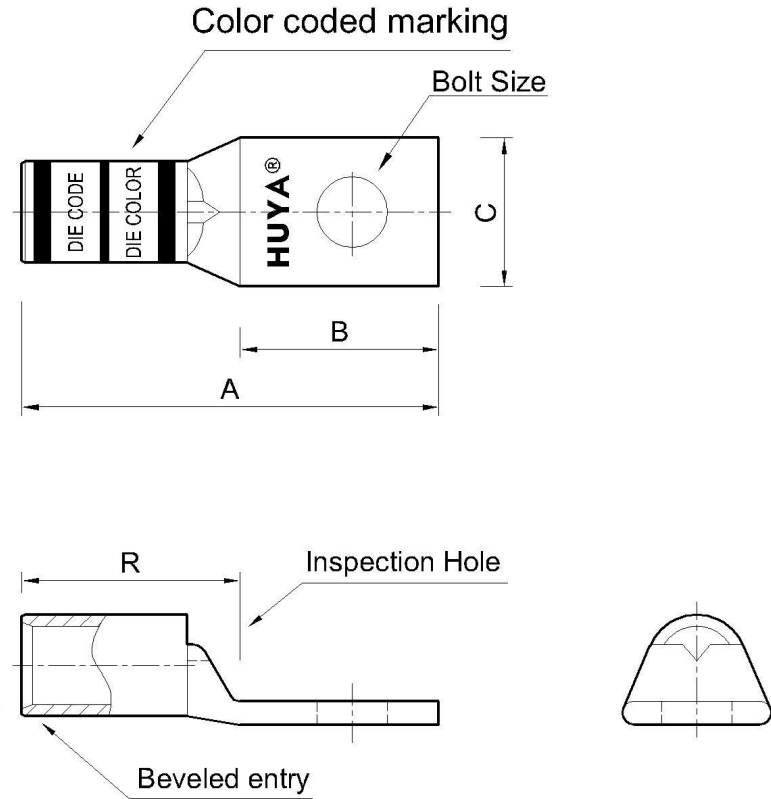 Color coded marking
Bolt Size
DIE CODE
DIE COLOR
HUYA®
C
B
A
R
Inspection Hole
Beveled entry